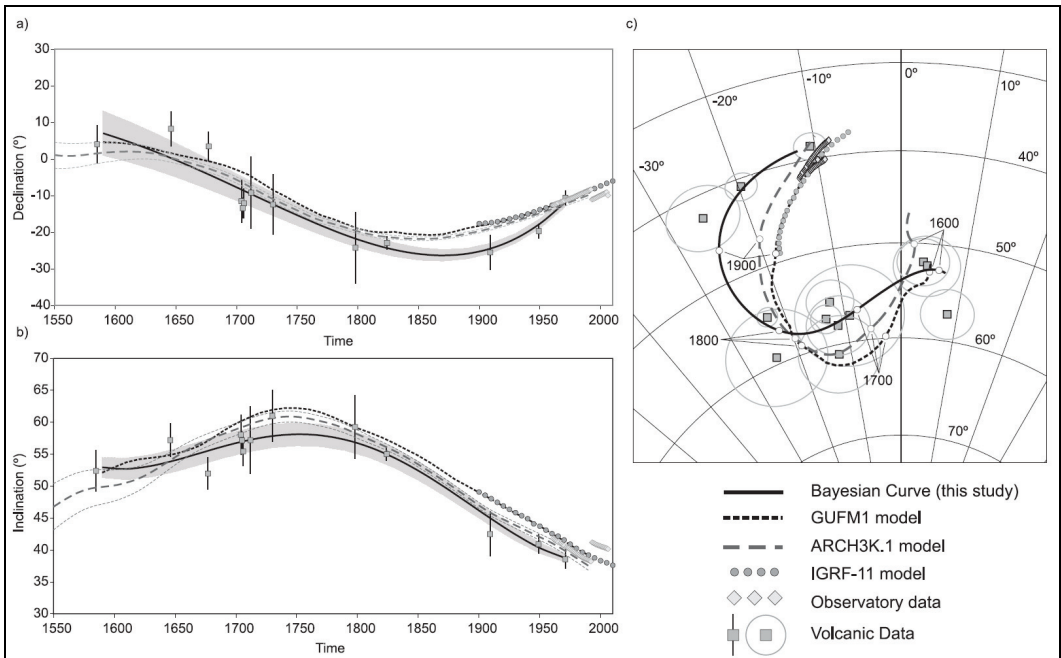 a)
30
20
10
0
-10
-20
-30
-40
Declination (°)
1550 1600 1650 1700 1750 1800 1850 1900 1950 2000
Time
b)
70
65
60
55
50
45
40
35
30
Inclination (°)
1550 1600 1650 1700 1750 1800 1850 1900 1950 2000
Time
c)
0º
-10º
10º
-20º
-30º
30º
40º
50º
60º
70º
1600
1900
1800
1700
Bayesian Curve (this study)
GUFM1 model
ARCH3K.1 model
IGRF-11 model
Observatory data
Volcanic Data